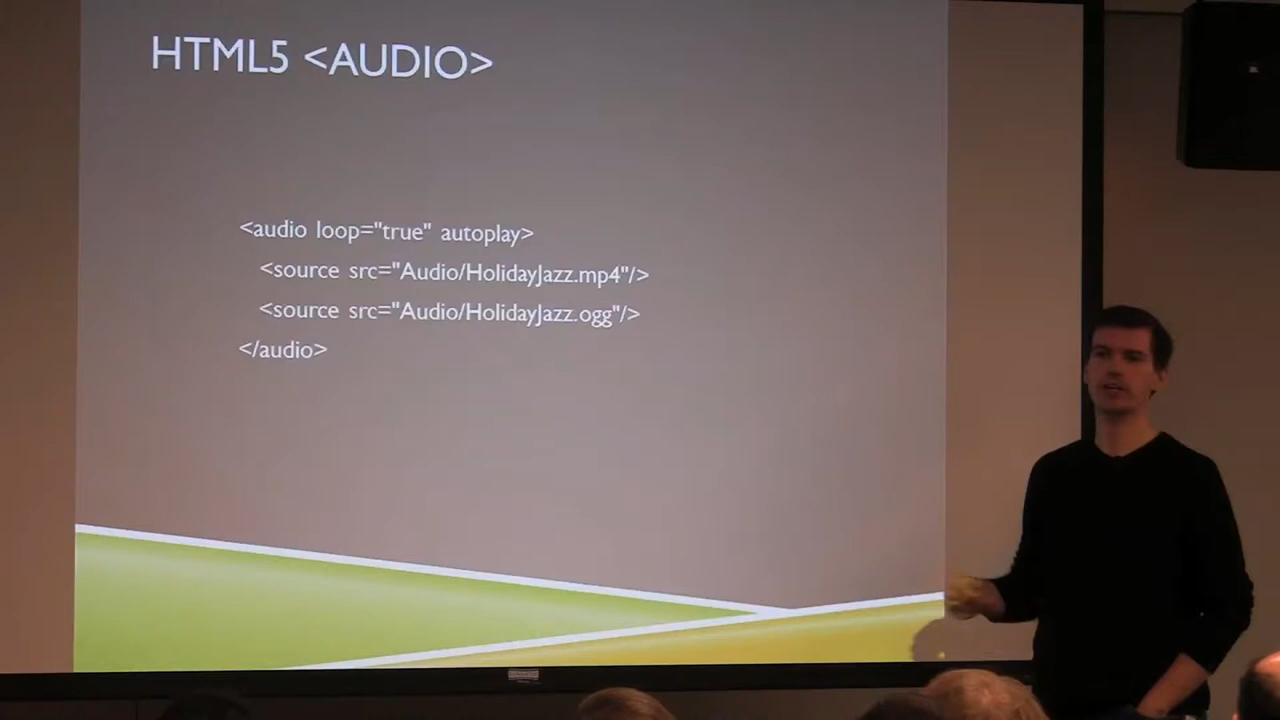 HTML5 <AUDIO>
<audio loop="true" autoplay>
<source src="Audio/HolidayJazz.mp4"/>
<source src="Audio/HolidayJazz.ogg"/>
</audio>